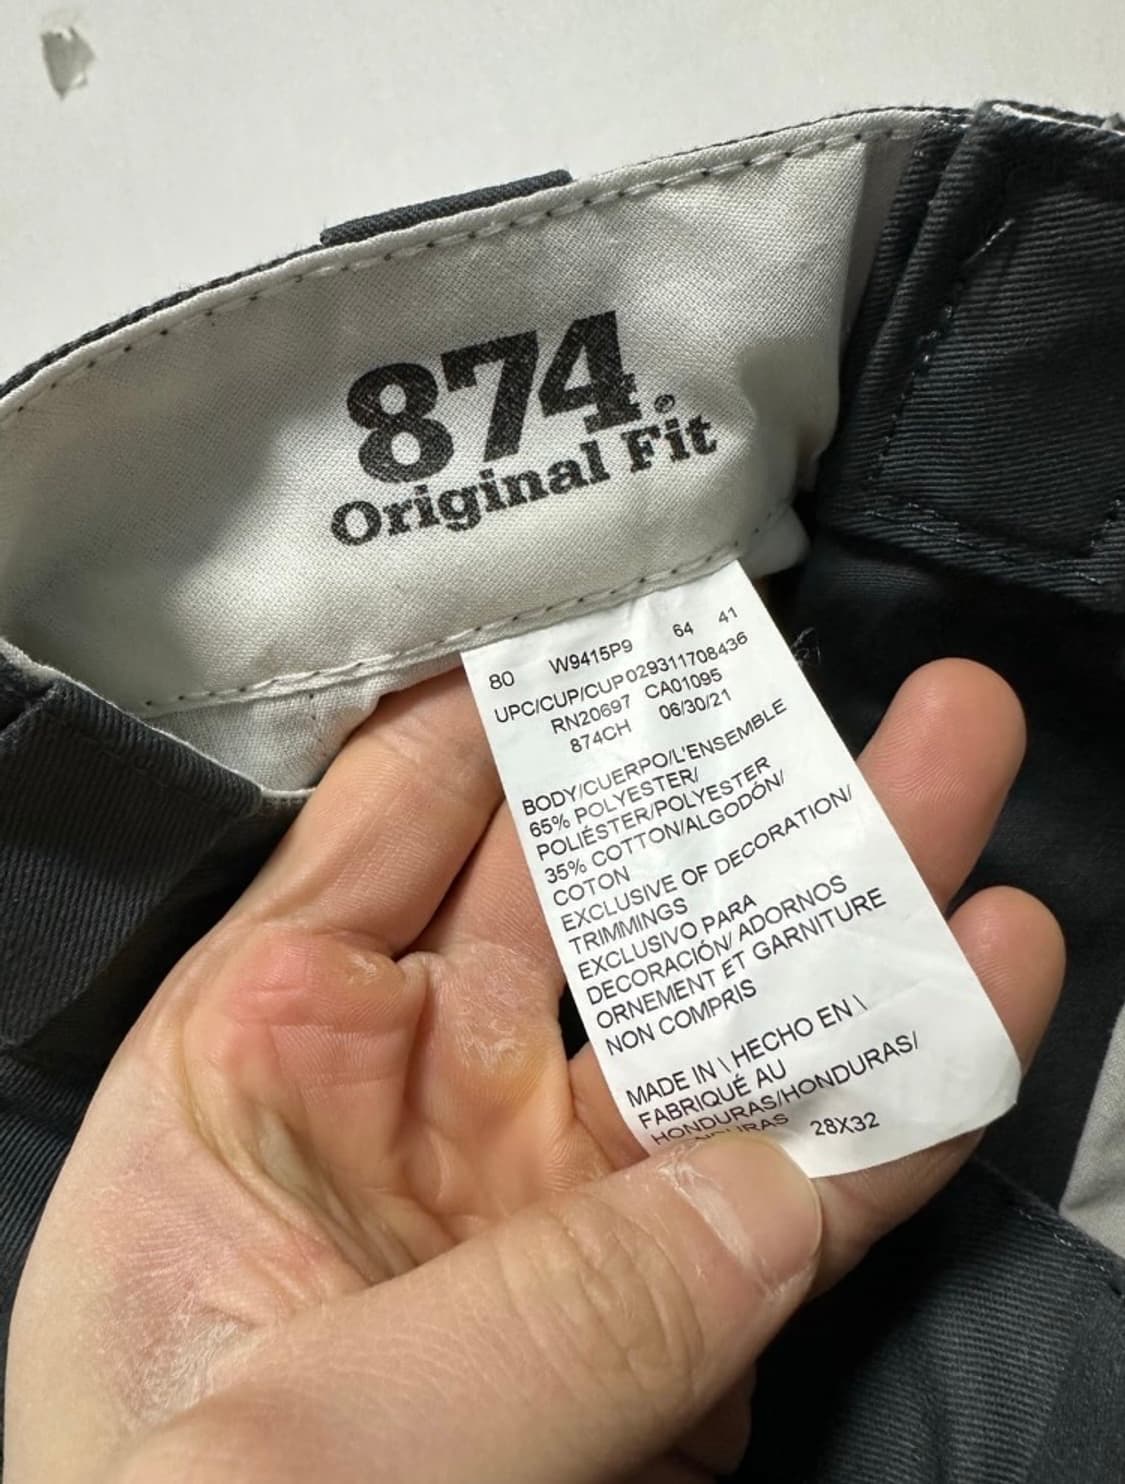 874®
Original Fit
80 W9415P9 64 41
UPC/CUP/CUP029311708436
RN20697 CA01095
874CH 06/30/21
BODY/CUERPO/L'ENSEMBLE
65% POLYESTER/
POLIÉSTER/POLYESTER
35% COTTON/ALGODÓN/
COTON
EXCLUSIVE OF DECORATION/
TRIMMINGS
EXCLUSIVO PARA
DECORACIÓN/ ADORNOS
ORNEMENT ET GARNITURE
NON COMPRIS
MADE IN \ HECHO EN \
FABRIQUÉ AU
HONDURAS/HONDURAS/
28X32